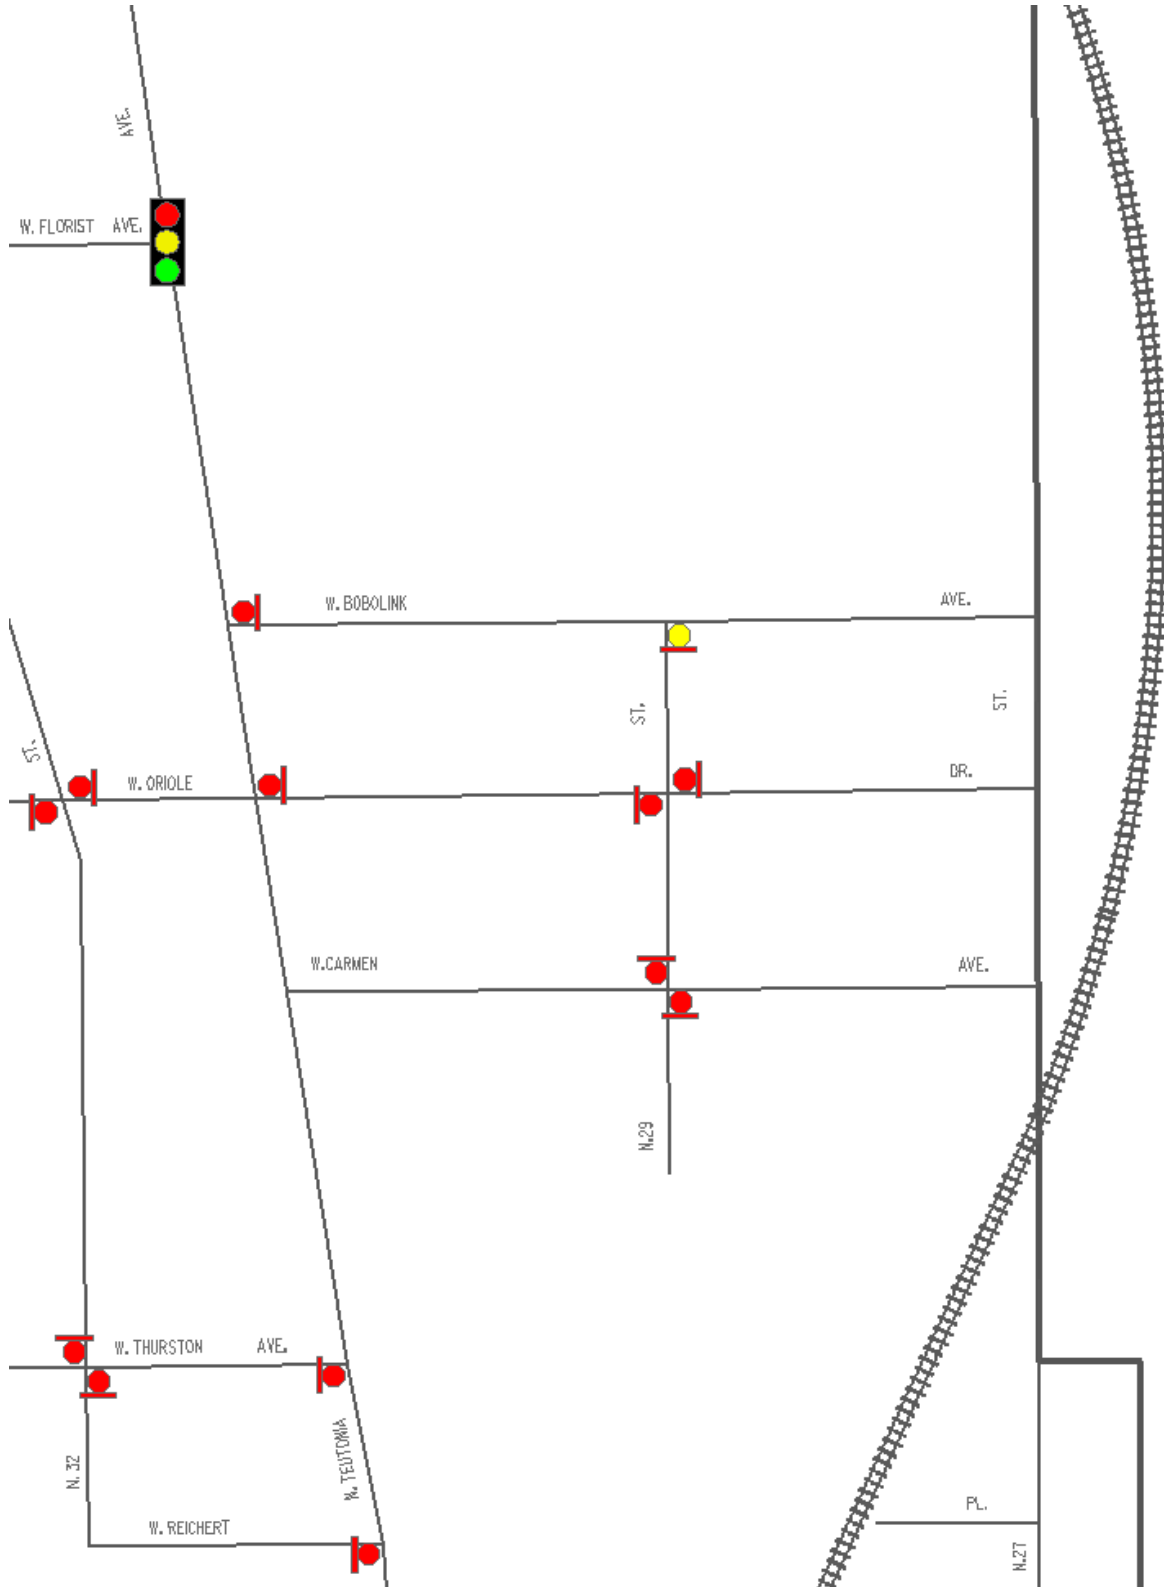 AVE.
W. FLORIST AVE.
W. BOBOLINK AVE.
ST.
ST.
ST.
W. ORIOLE DR.
W.CARMEN AVE.
N.29
W. THURSTON AVE.
N. TEUTONIA
N. 32
PL.
W. REICHERT
N.27